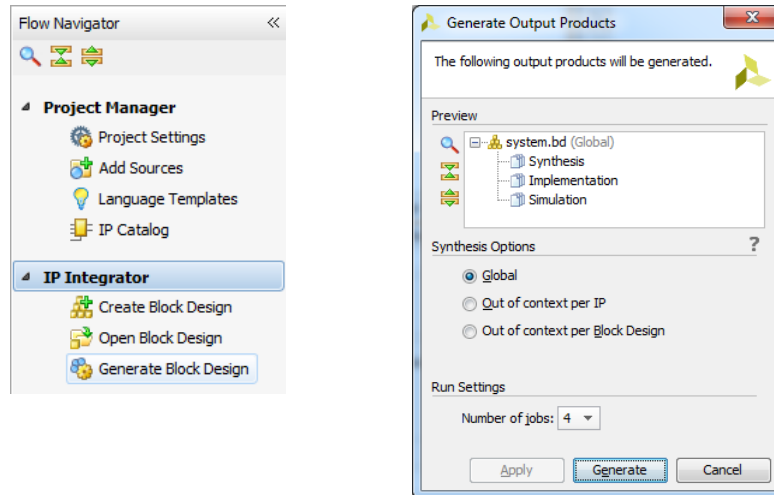 Flow Navigator
Project Manager
Project Settings
Add Sources
Language Templates
IP Catalog
IP Integrator
Create Block Design
Open Block Design
Generate Block Design
Generate Output Products
The following output products will be generated.
Preview
system.bd (Global)
Synthesis
Implementation
Simulation
Synthesis Options ?
Global
Out of context per IP
Out of context per Block Design
Run Settings
Number of jobs: 4
Apply Generate Cancel